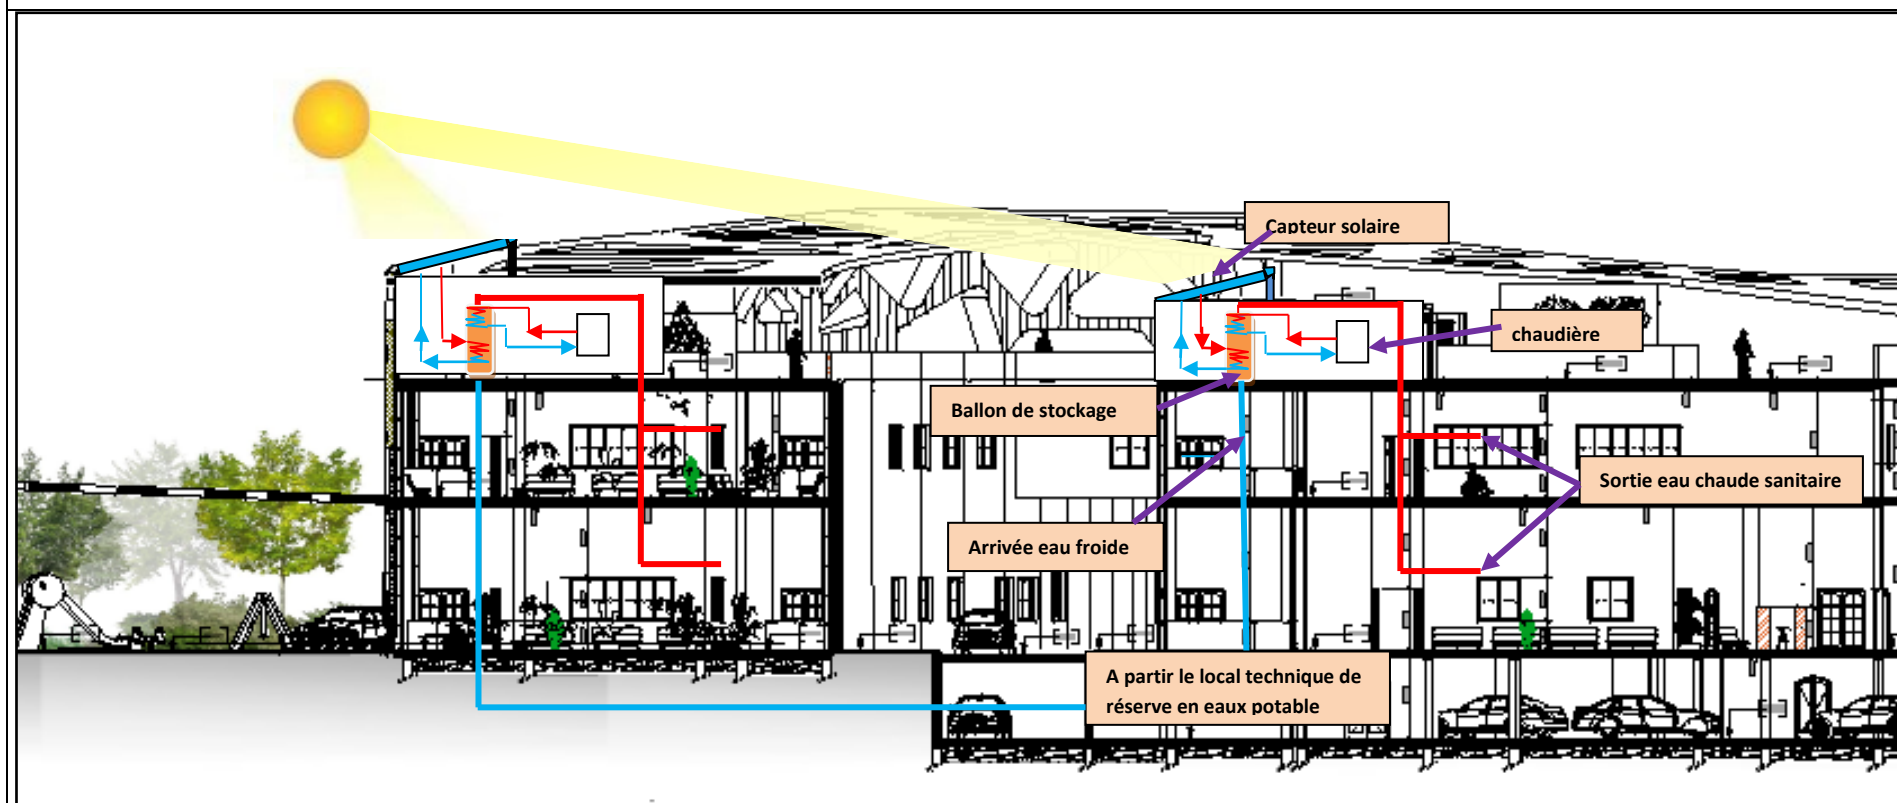 Capteur solaire
chaudière
Ballon de stockage
Sortie eau chaude sanitaire
Arrivée eau froide
A partir le local technique de
réserve en eaux potable